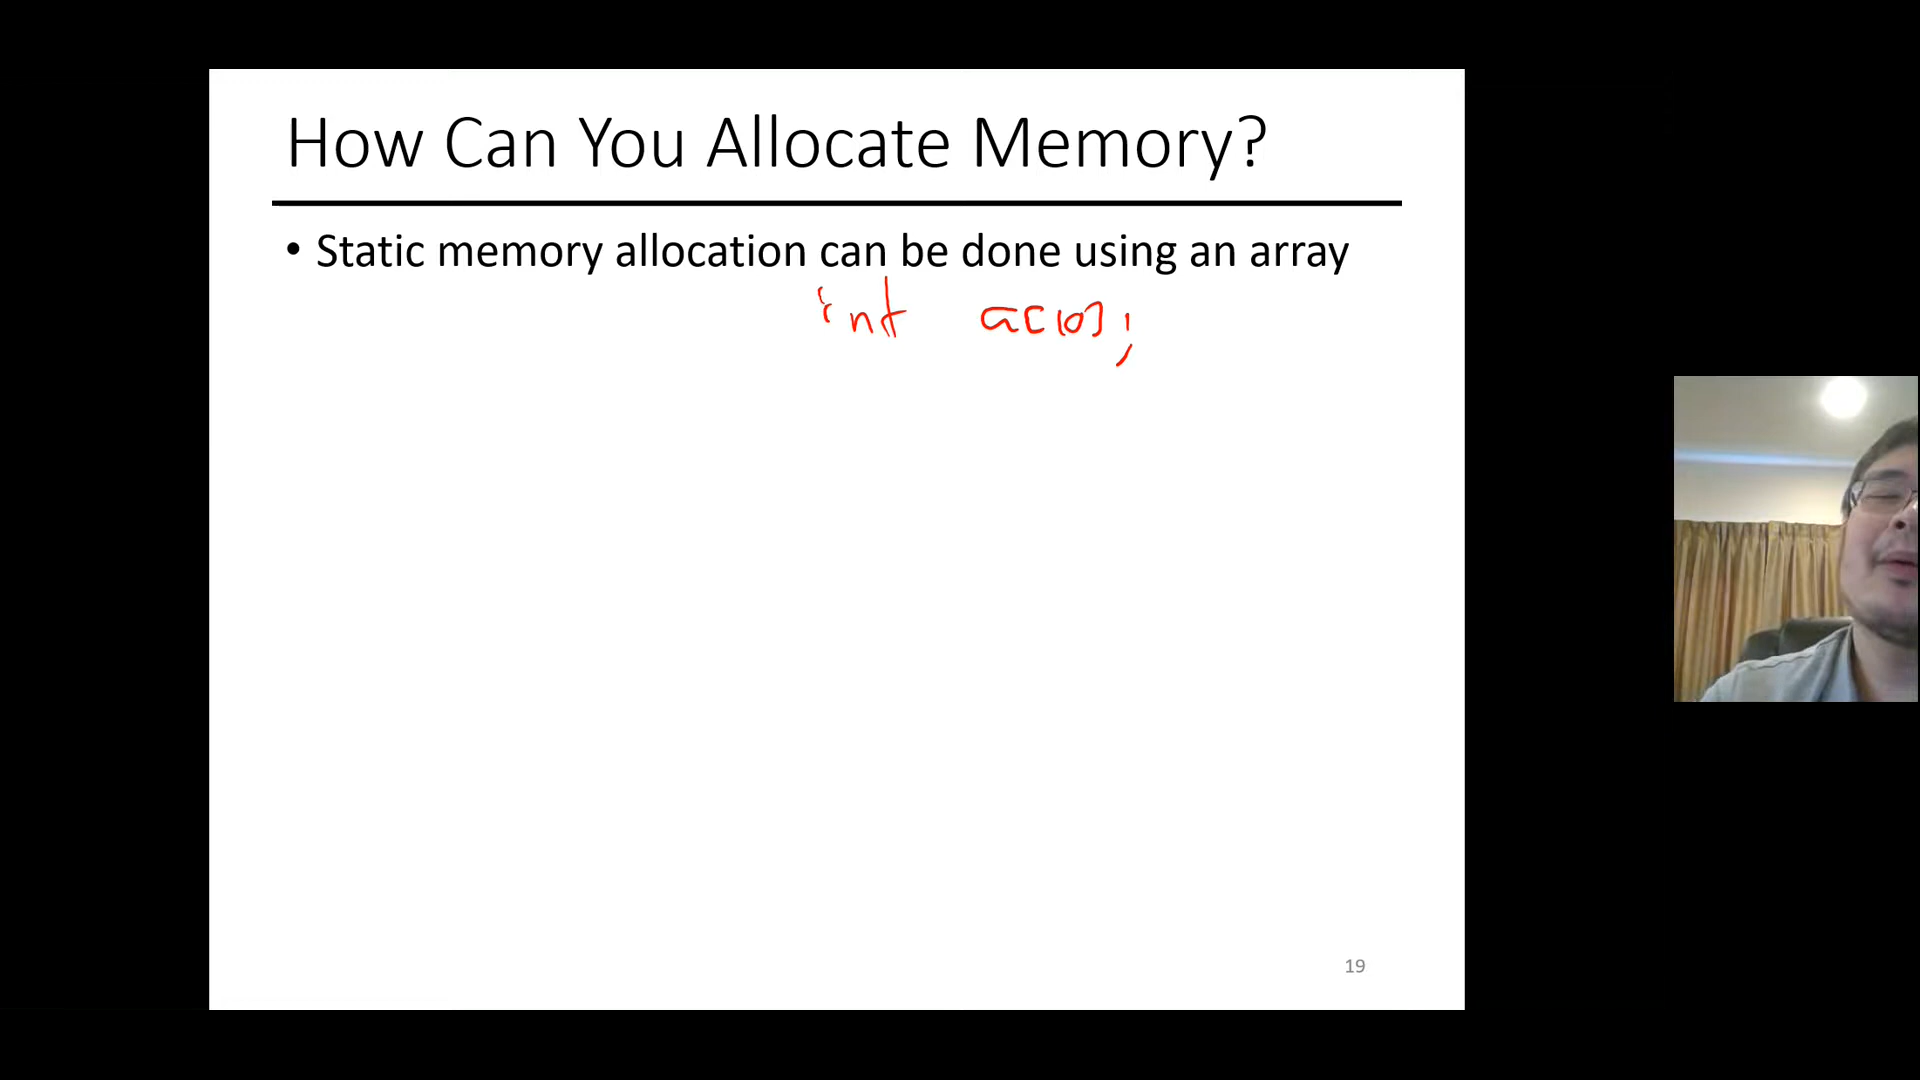 How Can You Allocate Memory?
• Static memory allocation can be done using an array
int a[10];
19